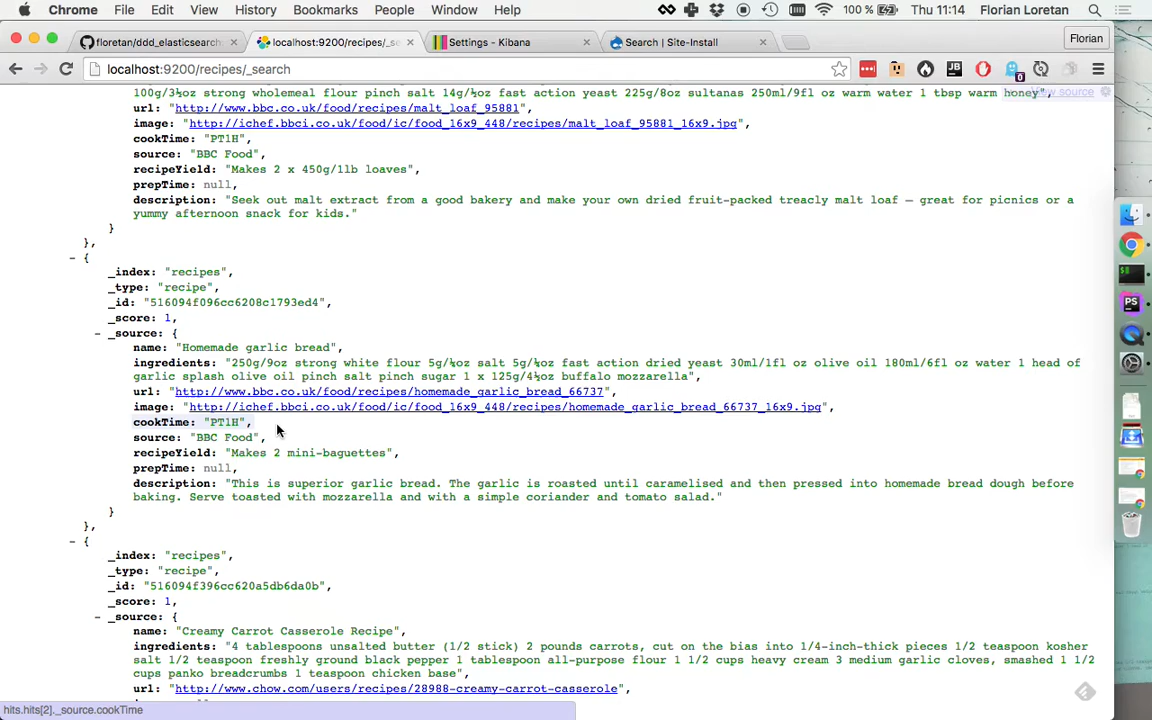 Chrome File Edit View History Bookmarks People Window Help 100 % Thu 11:14 Florian Loretan
floretan/ddd_elasticsearch localhost:9200/recipes/_se Settings - Kibana Search | Site-Install Florian
localhost:9200/recipes/_search
100g/3½oz strong wholemeal flour pinch salt 14g/½oz fast action yeast 225g/8oz sultanas 250ml/9fl oz warm water 1 tbsp warm honey",
view source
url: "http://www.bbc.co.uk/food/recipes/malt_loaf_95881",
image: "http://ichef.bbci.co.uk/food/ic/food_16x9_448/recipes/malt_loaf_95881_16x9.jpg",
cookTime: "PT1H",
source: "BBC Food",
recipeYield: "Makes 2 x 450g/1lb loaves",
prepTime: null,
description: "Seek out malt extract from a good bakery and make your own dried fruit-packed treacly malt loaf – great for picnics or a
yummy afternoon snack for kids."
}
},
- {
_index: "recipes",
_type: "recipe",
_id: "516094f096cc6208c1793ed4",
_score: 1,
- _source: {
name: "Homemade garlic bread",
ingredients: "250g/9oz strong white flour 5g/¼oz salt 5g/¼oz fast action dried yeast 30ml/1fl oz olive oil 180ml/6fl oz water 1 head of
garlic splash olive oil pinch salt pinch sugar 1 x 125g/4½oz buffalo mozzarella",
url: "http://www.bbc.co.uk/food/recipes/homemade_garlic_bread_66737",
image: "http://ichef.bbci.co.uk/food/ic/food_16x9_448/recipes/homemade_garlic_bread_66737_16x9.jpg",
cookTime: "PT1H",
source: "BBC Food",
recipeYield: "Makes 2 mini-baguettes",
prepTime: null,
description: "This is superior garlic bread. The garlic is roasted until caramelised and then pressed into homemade bread dough before
baking. Serve toasted with mozzarella and with a simple coriander and tomato salad."
}
},
- {
_index: "recipes",
_type: "recipe",
_id: "516094f396cc620a5db6da0b",
_score: 1,
- _source: {
name: "Creamy Carrot Casserole Recipe",
ingredients: "4 tablespoons unsalted butter (1/2 stick) 2 pounds carrots, cut on the bias into 1/4-inch-thick pieces 1/2 teaspoon kosher
salt 1/2 teaspoon freshly ground black pepper 1 tablespoon all-purpose flour 1 1/2 cups heavy cream 3 medium garlic cloves, smashed 1 1/2
cups panko breadcrumbs 1 teaspoon chicken base",
url: "http://www.chow.com/users/recipes/28988-creamy-carrot-casserole",
hits.hits[2]._source.cookTime